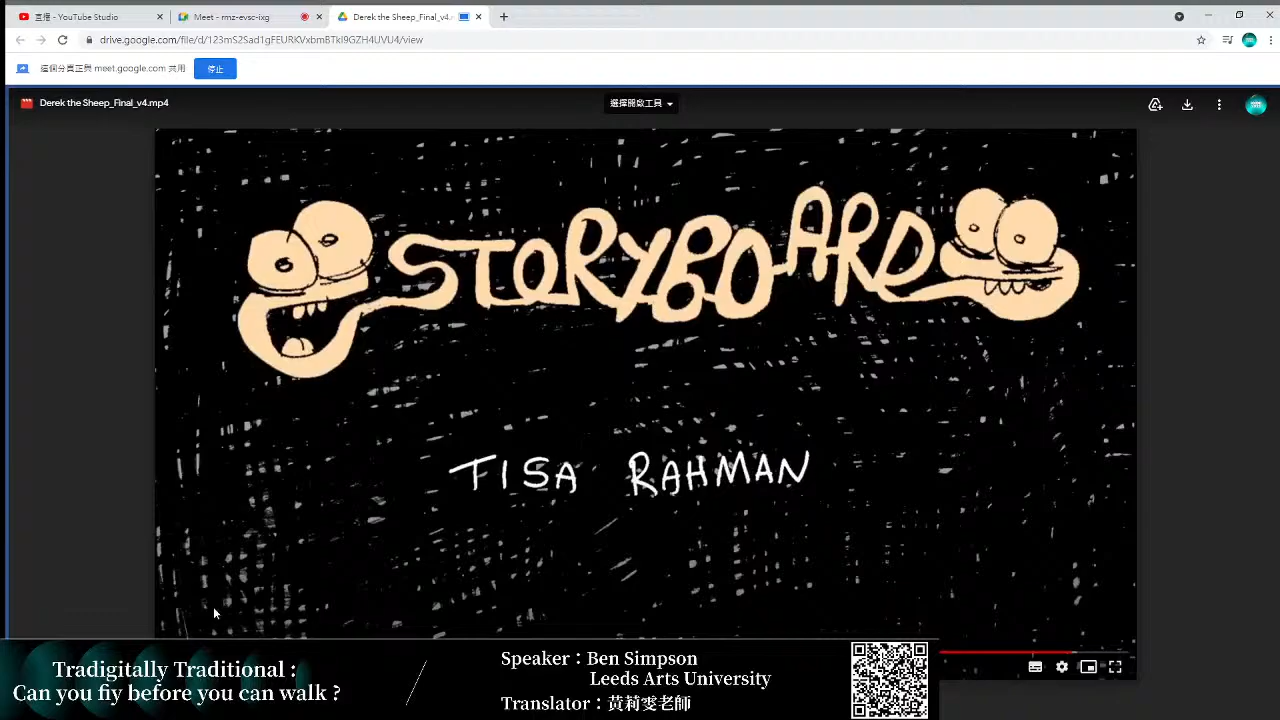 直播 - YouTube Studio
Meet - rmz-evsc-ixg
Derek the Sheep_Final_v4.
drive.google.com/file/d/123mS2Sad1gFEURKVxbmBTkI9GZH4UVU4/view
這個分頁正與 meet.google.com 共用
停止
Derek the Sheep_Final_v4.mp4
選擇開啟工具
STORYBOARD
TISA RAHMAN
Tradigitally Traditional :
Can you fiy before you can walk ?
Speaker：Ben Simpson
Leeds Arts University
Translator：黃莉雯老師